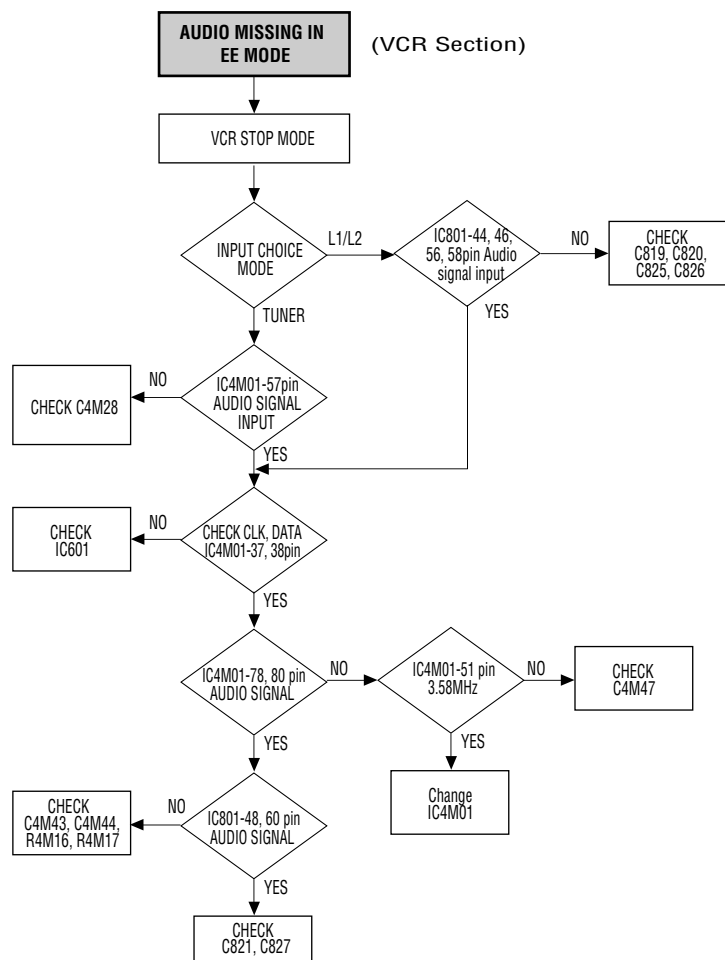 AUDIO MISSING IN
EE MODE
(VCR Section)
VCR STOP MODE
INPUT CHOICE
MODE
L1/L2
IC801-44, 46,
56, 58pin Audio
signal input
NO
CHECK
C819, C820,
C825, C826
TUNER
YES
CHECK C4M28
NO
IC4M01-57pin
AUDIO SIGNAL
INPUT
YES
CHECK
IC601
NO
CHECK CLK, DATA
IC4M01-37, 38pin
YES
IC4M01-78, 80 pin
AUDIO SIGNAL
NO
IC4M01-51 pin
3.58MHz
NO
CHECK
C4M47
YES
YES
Change
IC4M01
CHECK
C4M43, C4M44,
R4M16, R4M17
NO
IC801-48, 60 pin
AUDIO SIGNAL
YES
CHECK
C821, C827